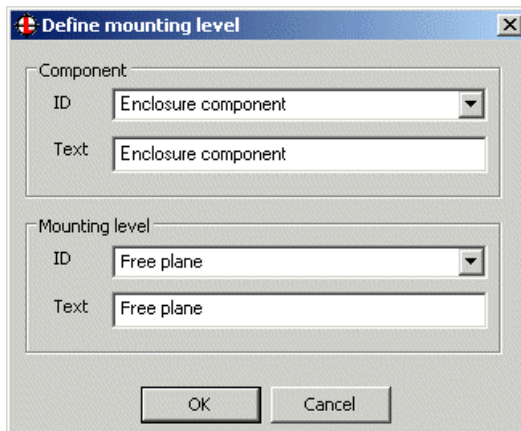 Define mounting level
Component
ID Enclosure component
Text Enclosure component
Mounting level
ID Free plane
Text Free plane
OK Cancel